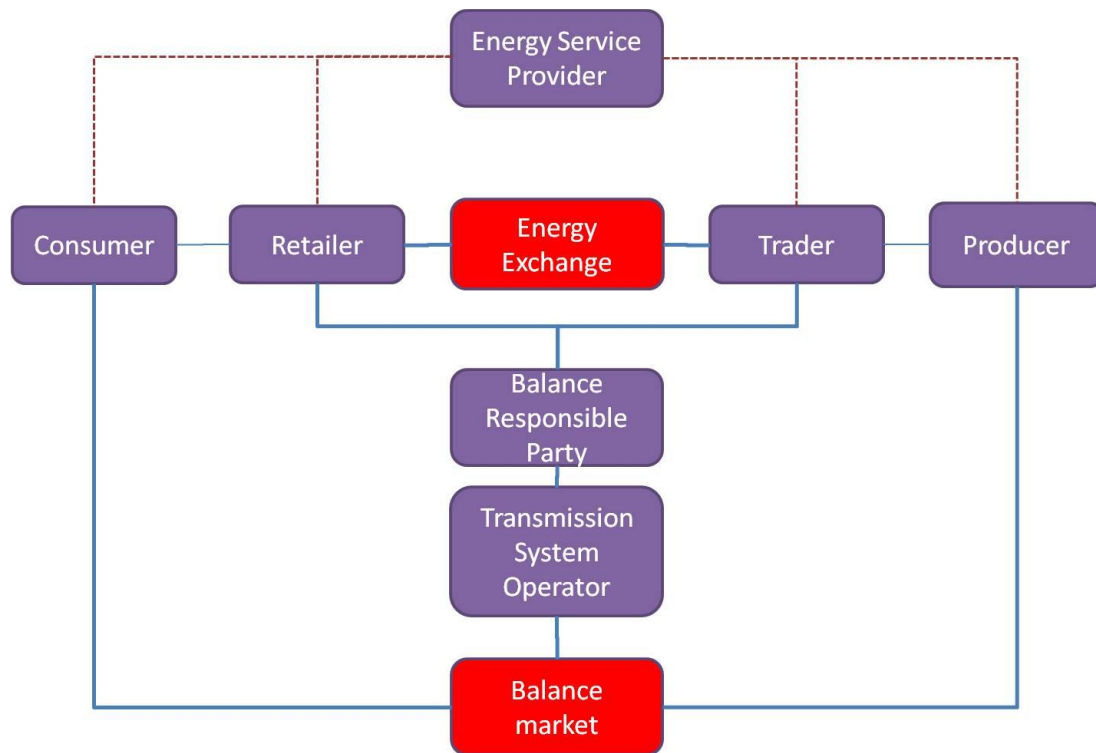 Energy Service
Provider
Consumer
Retailer
Energy
Exchange
Trader
Producer
Balance
Responsible
Party
Transmission
System
Operator
Balance
market